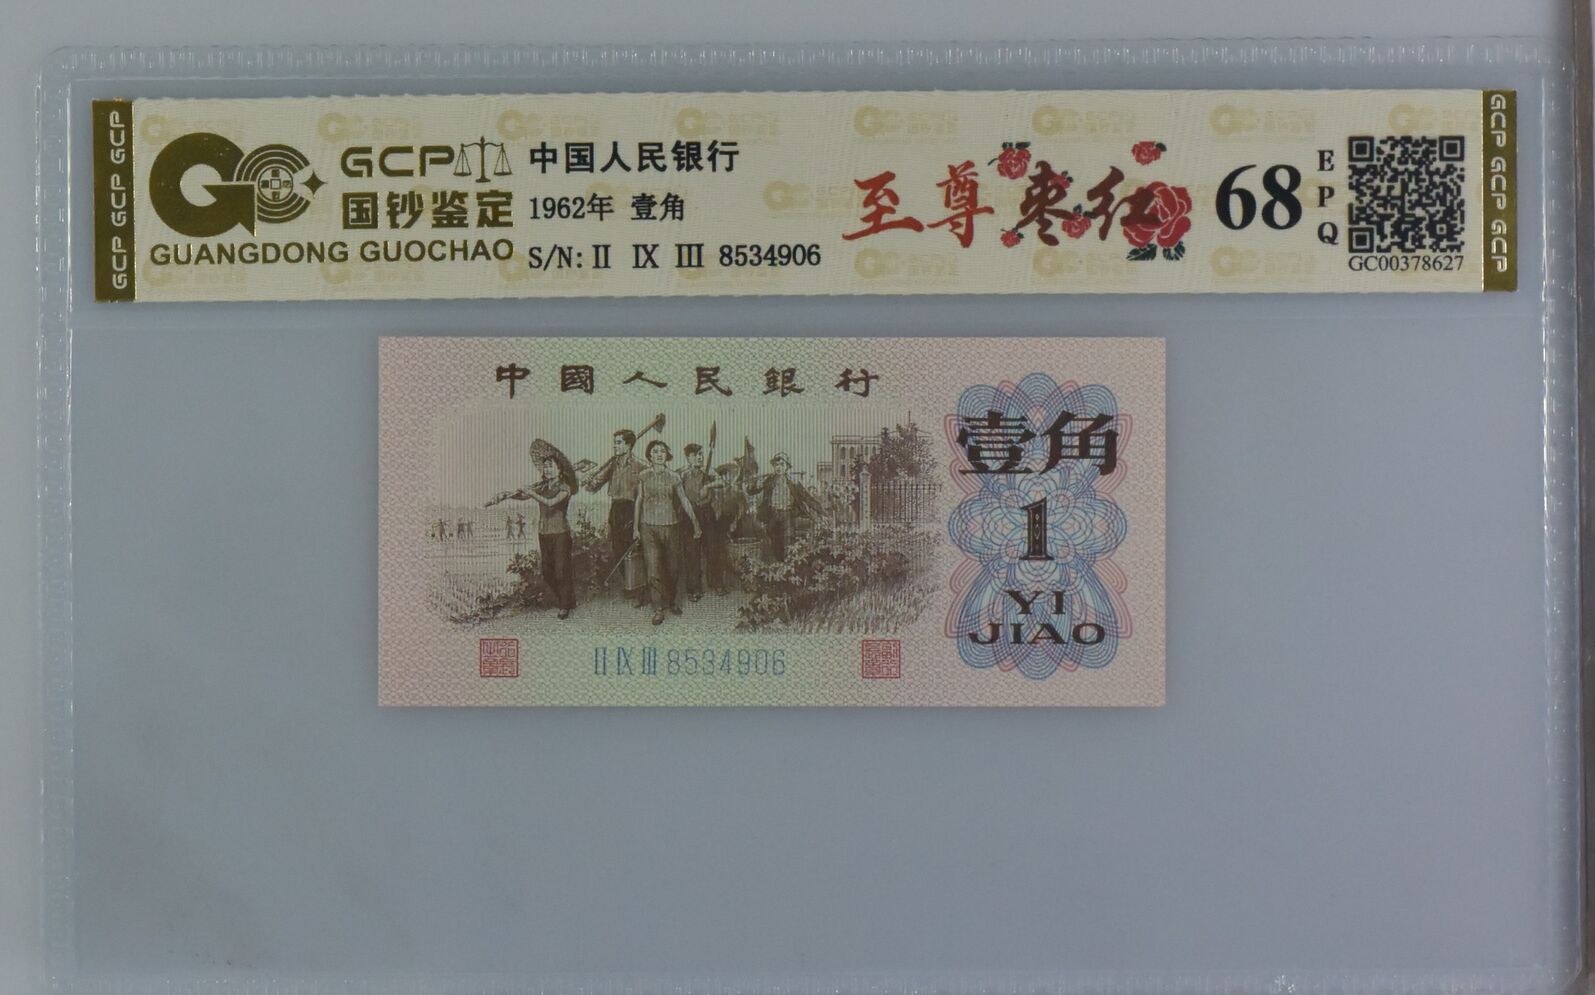 GCP GCP GCP
GCP
国钞鉴定
GUANGDONG GUOCHAO
中国人民银行
1962年 壹角
S/N: II IX III 8534906
至尊枣红
68
EPQ
GC00378627
GCP GCP GCP
中國人民銀行
壹角
1
YI
JIAO
II IX III 8534906